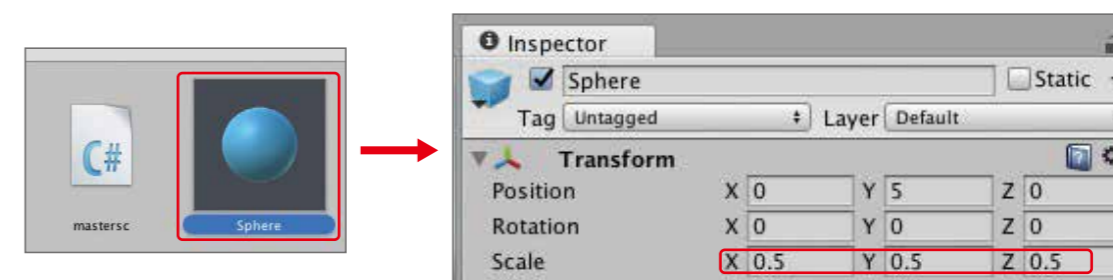 C#
mastersc
Sphere
Inspector
Sphere Static
Tag Untagged Layer Default
Transform
Position X 0 Y 5 Z 0
Rotation X 0 Y 0 Z 0
Scale X 0.5 Y 0.5 Z 0.5